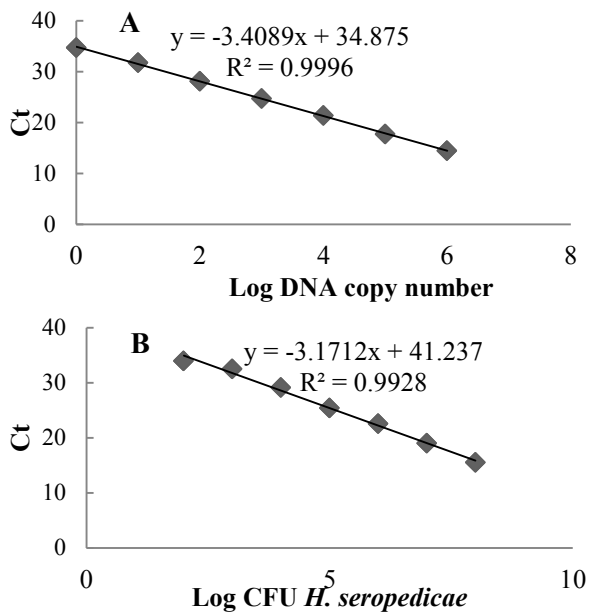 A
y = -3.4089x + 34.875
R² = 0.9996
40
30
20
10
0
Ct
0 2 4 6 8
Log DNA copy number
B
y = -3.1712x + 41.237
R² = 0.9928
40
30
20
10
0
Ct
0 5 10
Log CFU H. seropedicae